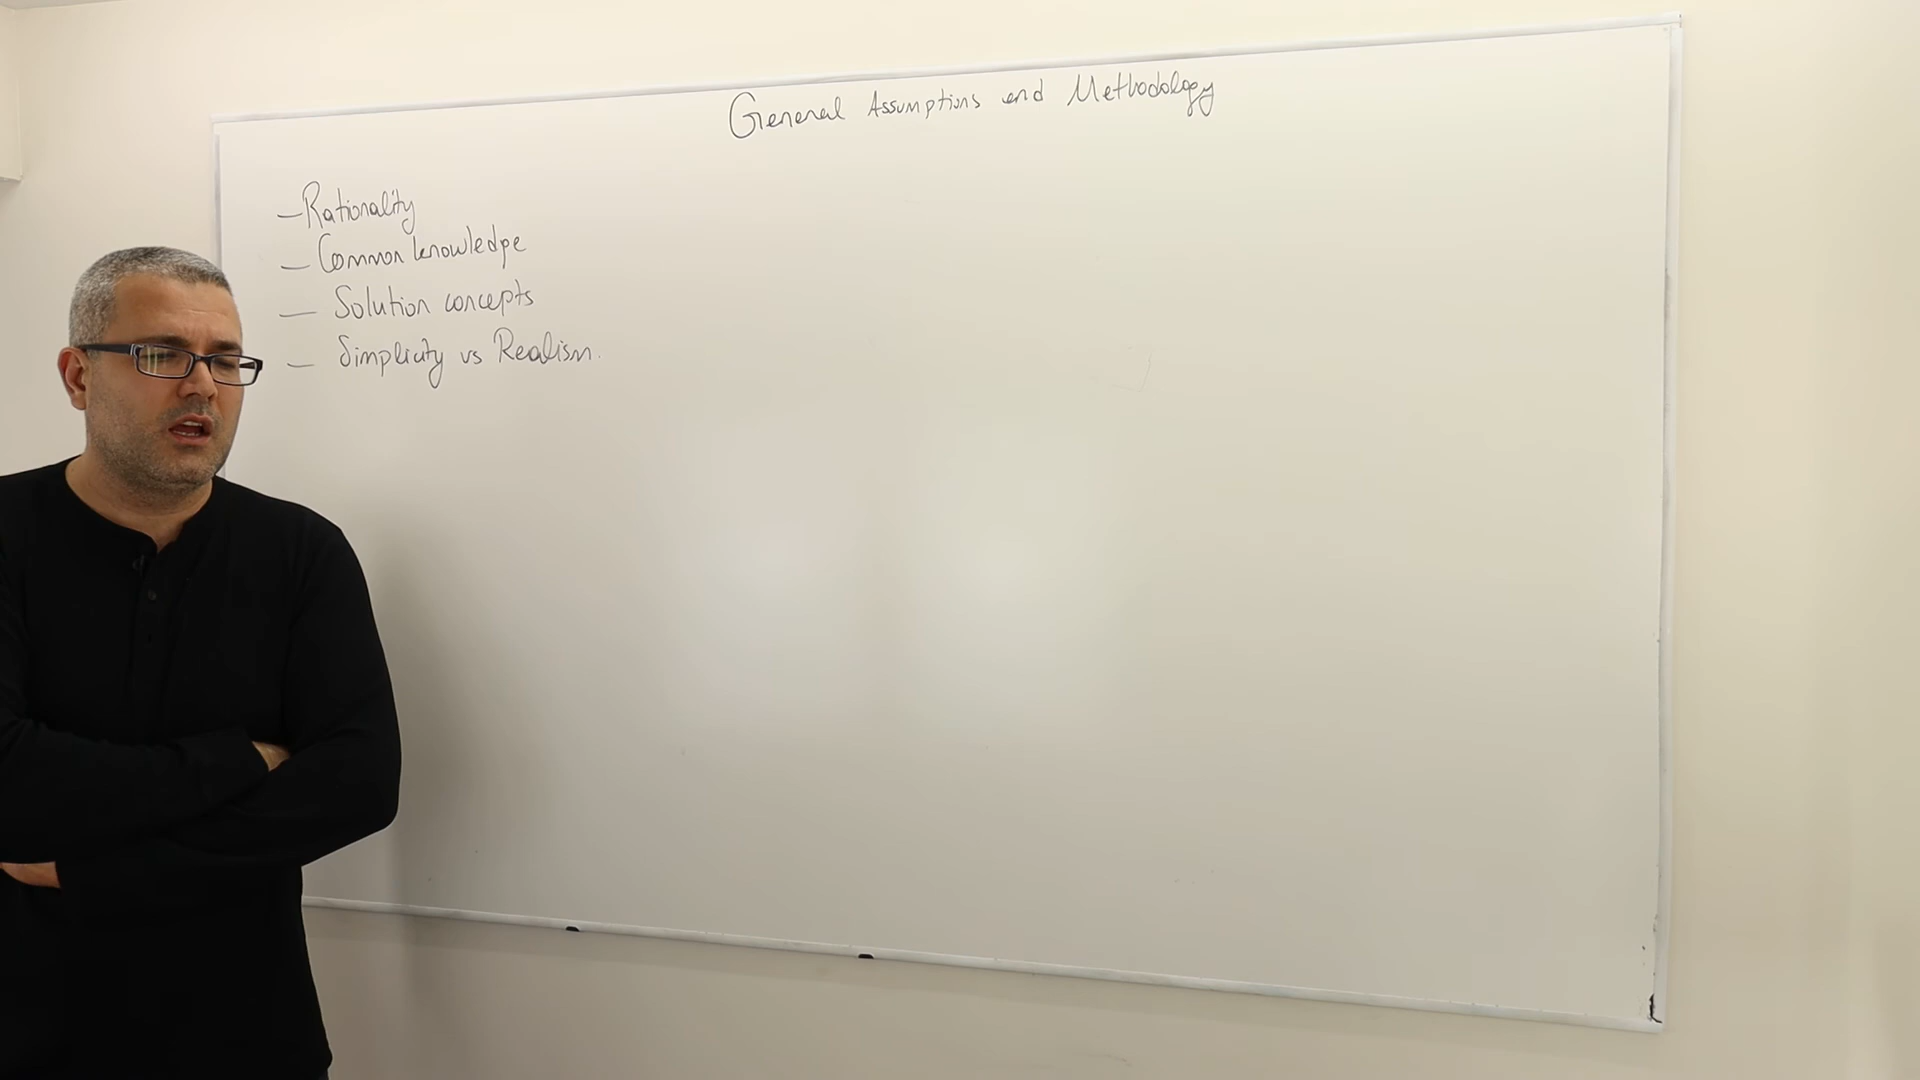 General Assumptions and Methodology
– Rationality
– Common knowledge
– Solution concepts
– Simplicity vs Realism.